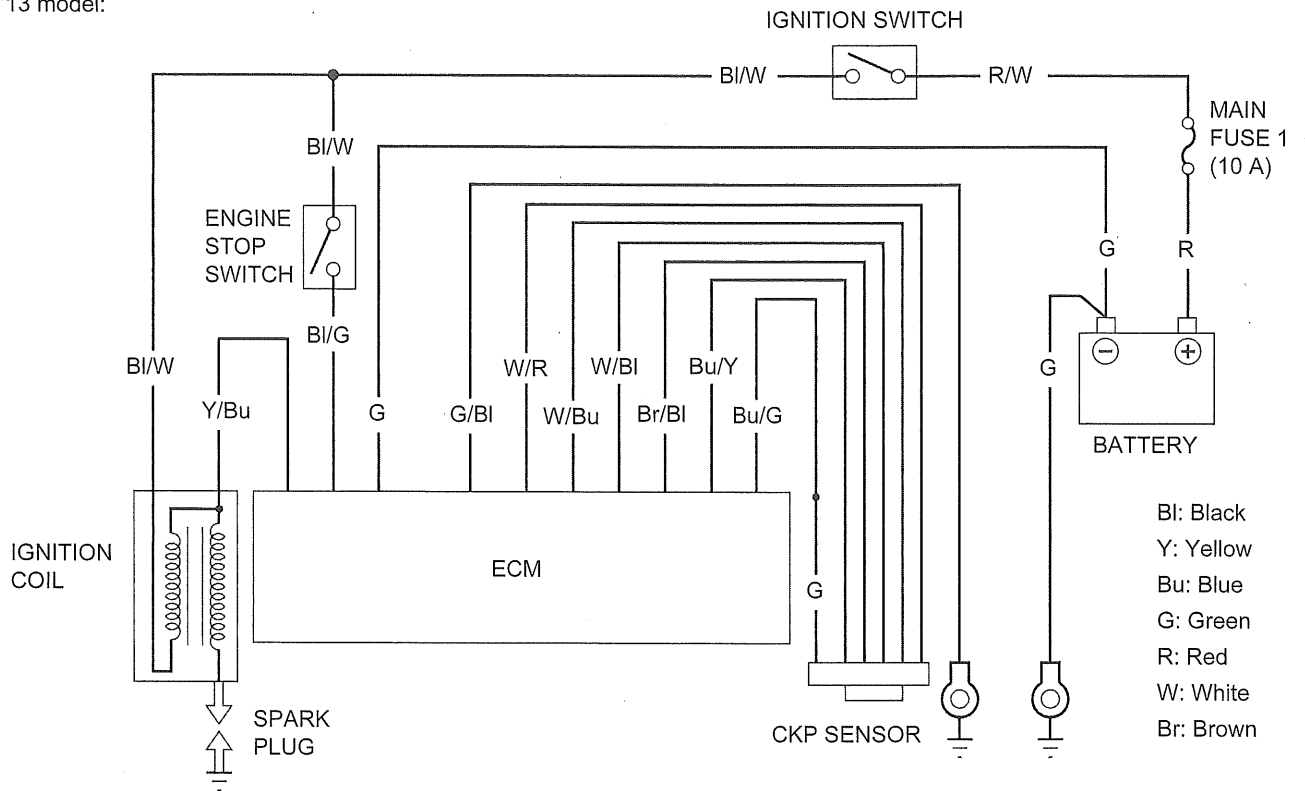 13 model:
IGNITION SWITCH
Bl/W
R/W
MAIN
FUSE 1
(10 A)
Bl/W
ENGINE
STOP
SWITCH
G
R
Bl/G
Bl/W
W/R
W/Bl
Bu/Y
G
Y/Bu
G
G/Bl
W/Bu
Br/Bl
Bu/G
BATTERY
IGNITION
COIL
ECM
G
SPARK
PLUG
CKP SENSOR
Bl: Black
Y: Yellow
Bu: Blue
G: Green
R: Red
W: White
Br: Brown